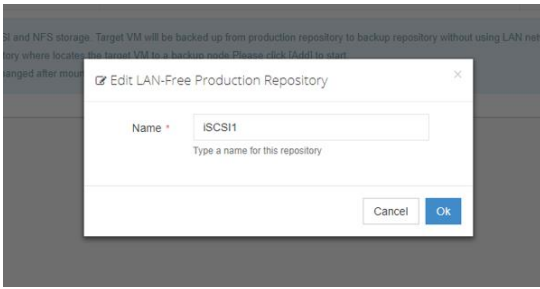 SI and NFS storage. Target VM will be backed up from production repository to backup repository without using LAN net
tory where locates the target VM to a backup node.Please click [Add] to start
anged after moun
Edit LAN-Free Production Repository
×
Name *
iSCSI1
Type a name for this repository
Cancel
Ok